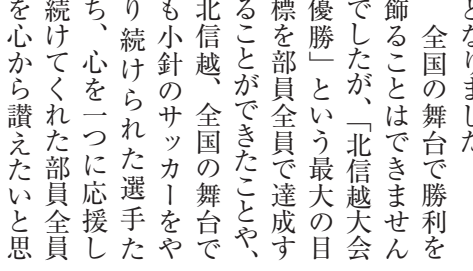 となりました
全国の舞台で勝利を
飾ることはできません
でしたが、「北信越大会
優勝」という最大の目
標を部員全員で達成す
ることができたことや、
北信越、全国の舞台で
も小針のサッカーをや
り続けられた選手た
ち、心を一つに応援し
続けてくれた部員全員
を心から讃えたいと思